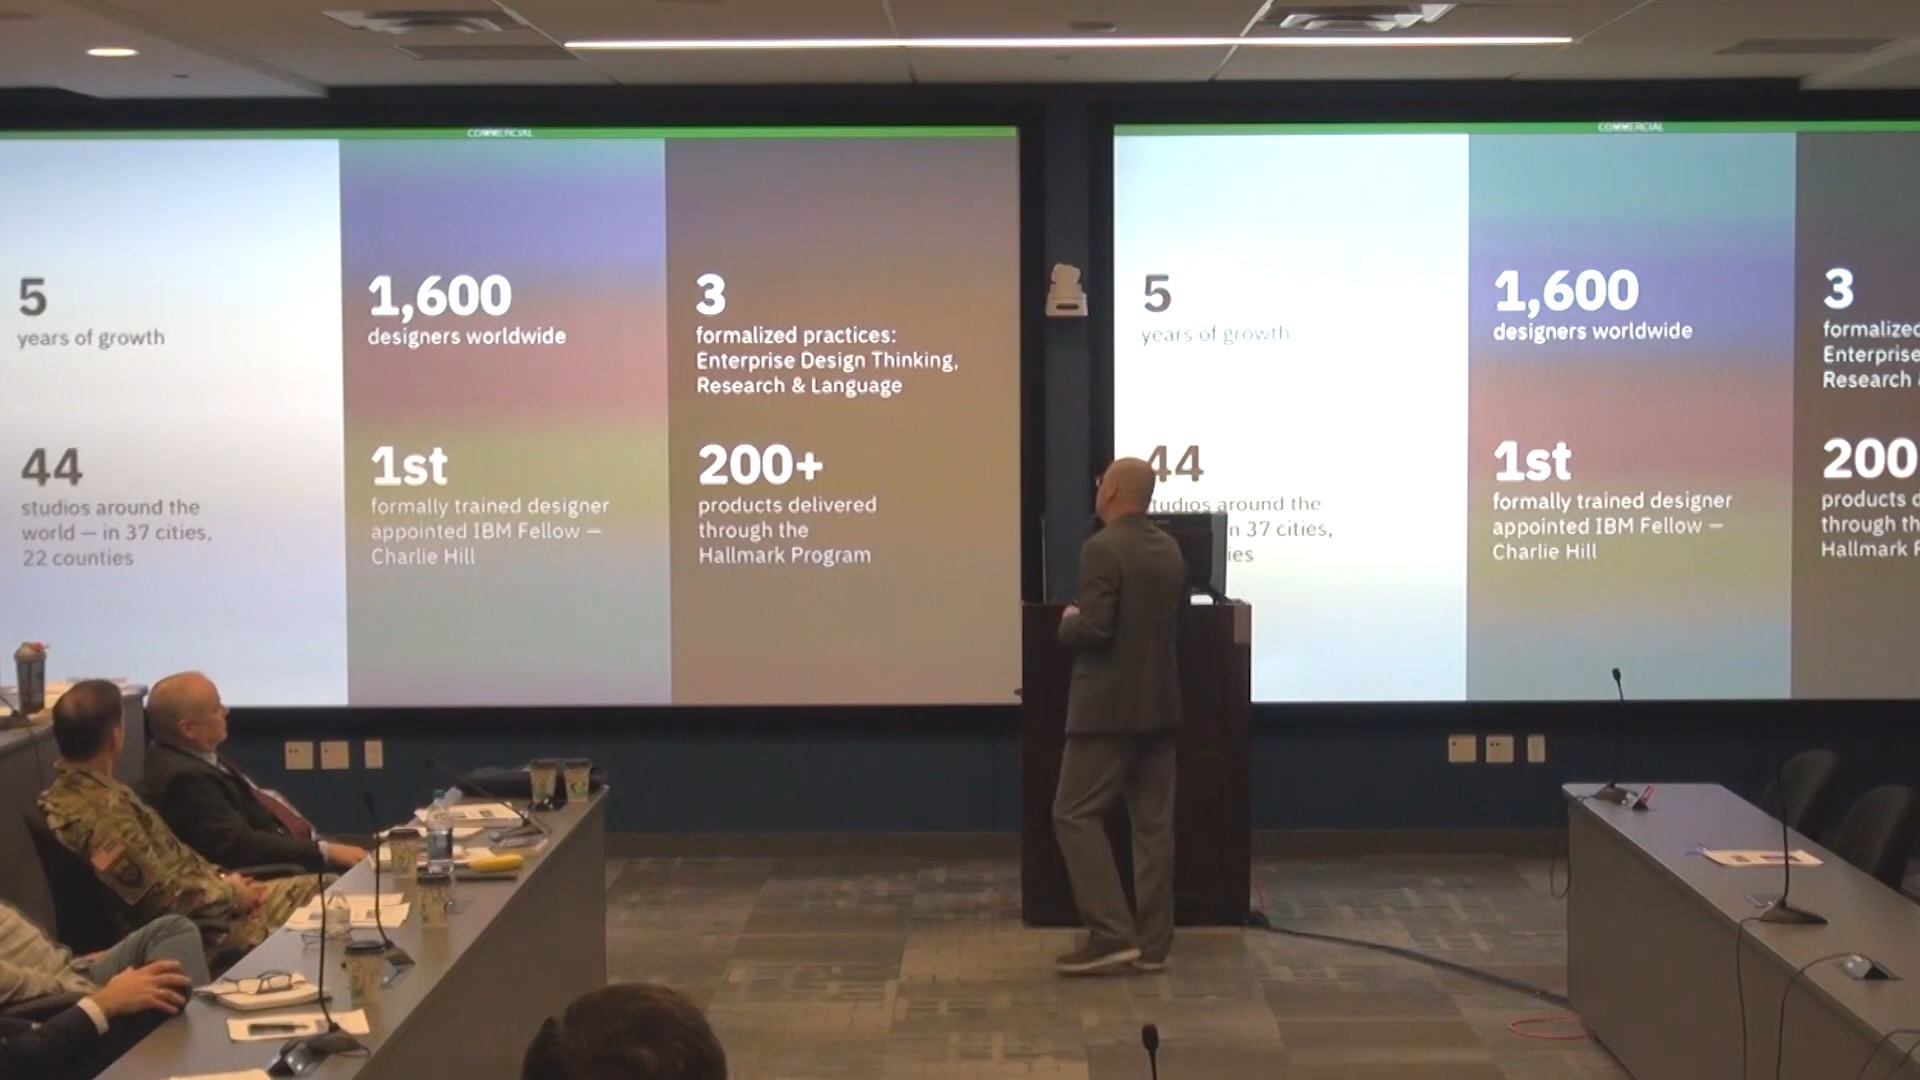 COMMERCIAL
5
years of growth
1,600
designers worldwide
3
formalized practices:
Enterprise Design Thinking,
Research & Language
44
studios around the
world — in 37 cities,
22 counties
1st
formally trained designer
appointed IBM Fellow —
Charlie Hill
200+
products delivered
through the
Hallmark Program
COMMERCIAL
5
years of growth
1,600
designers worldwide
3
formalized
Enterprise
Research
44
tudios around the
n 37 cities,
ies
1st
formally trained designer
appointed IBM Fellow —
Charlie Hill
200
products d
through th
Hallmark P